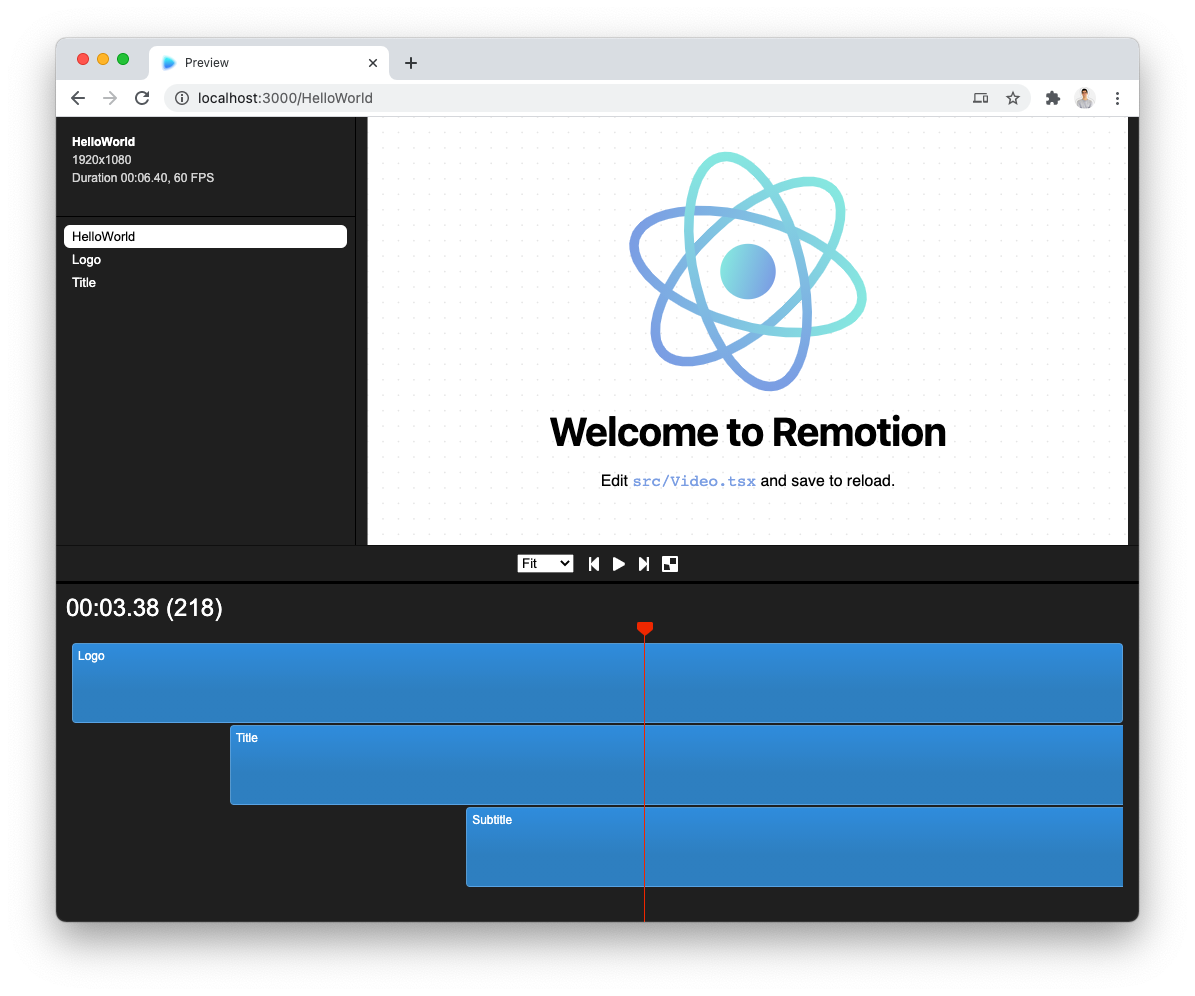 Preview
localhost:3000/HelloWorld
HelloWorld
1920x1080
Duration 00:06.40, 60 FPS
HelloWorld
Logo
Title
Welcome to Remotion
Edit src/Video.tsx and save to reload.
Fit
00:03.38 (218)
Logo
Title
Subtitle